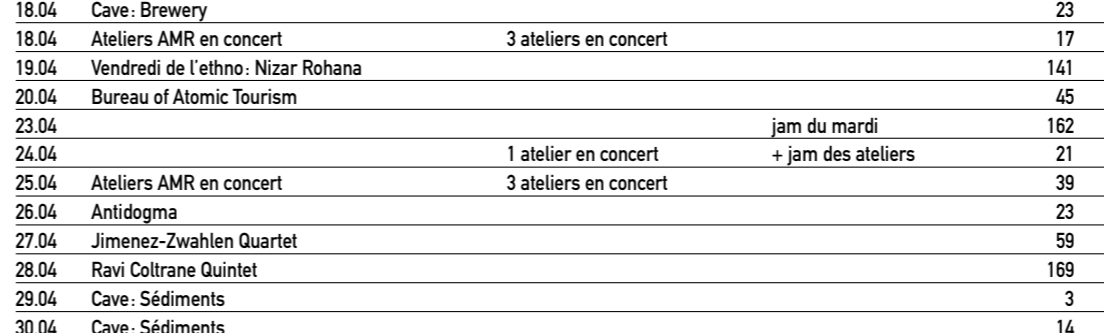 18.04 Cave: Brewery 23
18.04 Ateliers AMR en concert 3 ateliers en concert 17
19.04 Vendredi de l'ethno: Nizar Rohana 141
20.04 Bureau of Atomic Tourism 45
23.04 jam du mardi 162
24.04 1 atelier en concert + jam des ateliers 21
25.04 Ateliers AMR en concert 3 ateliers en concert 39
26.04 Antidogma 23
27.04 Jimenez-Zwahlen Quartet 59
28.04 Ravi Coltrane Quintet 169
29.04 Cave: Sédiments 3
30.04 Cave: Sédiments 14